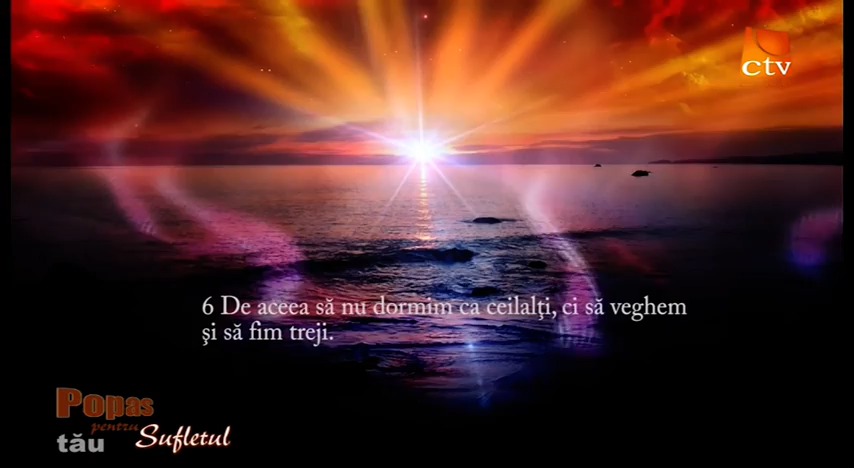 ctv
6 De aceea să nu dormim ca ceilalţi, ci să veghem
şi să fim treji.
Popas
pentru
tău Sufletul